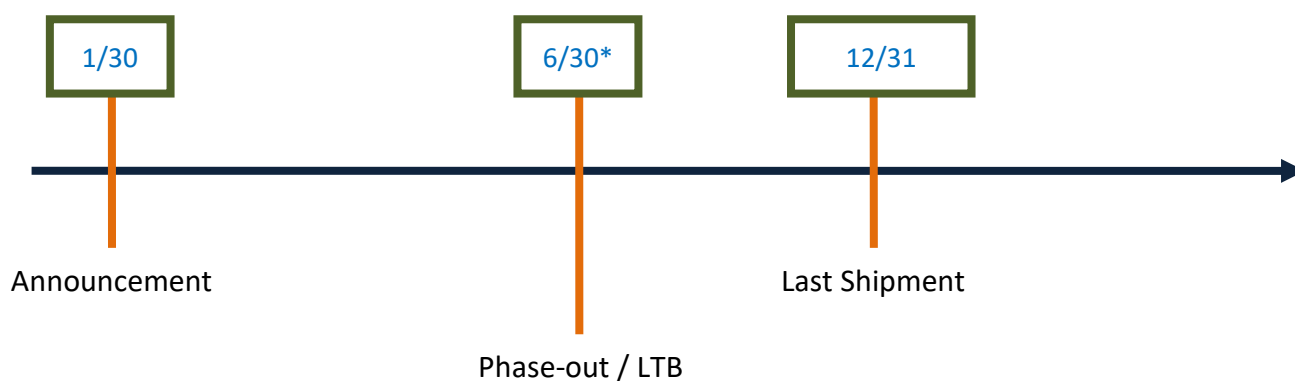 1/30
6/30*
12/31
Announcement
Last Shipment
Phase-out / LTB